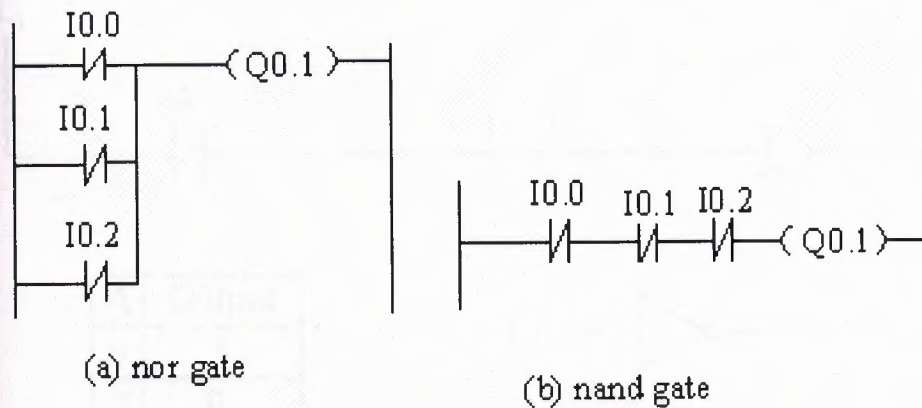 I0.0
Q0.1
I0.1
I0.2
(a) nor gate
I0.0 I0.1 I0.2
Q0.1
(b) nand gate